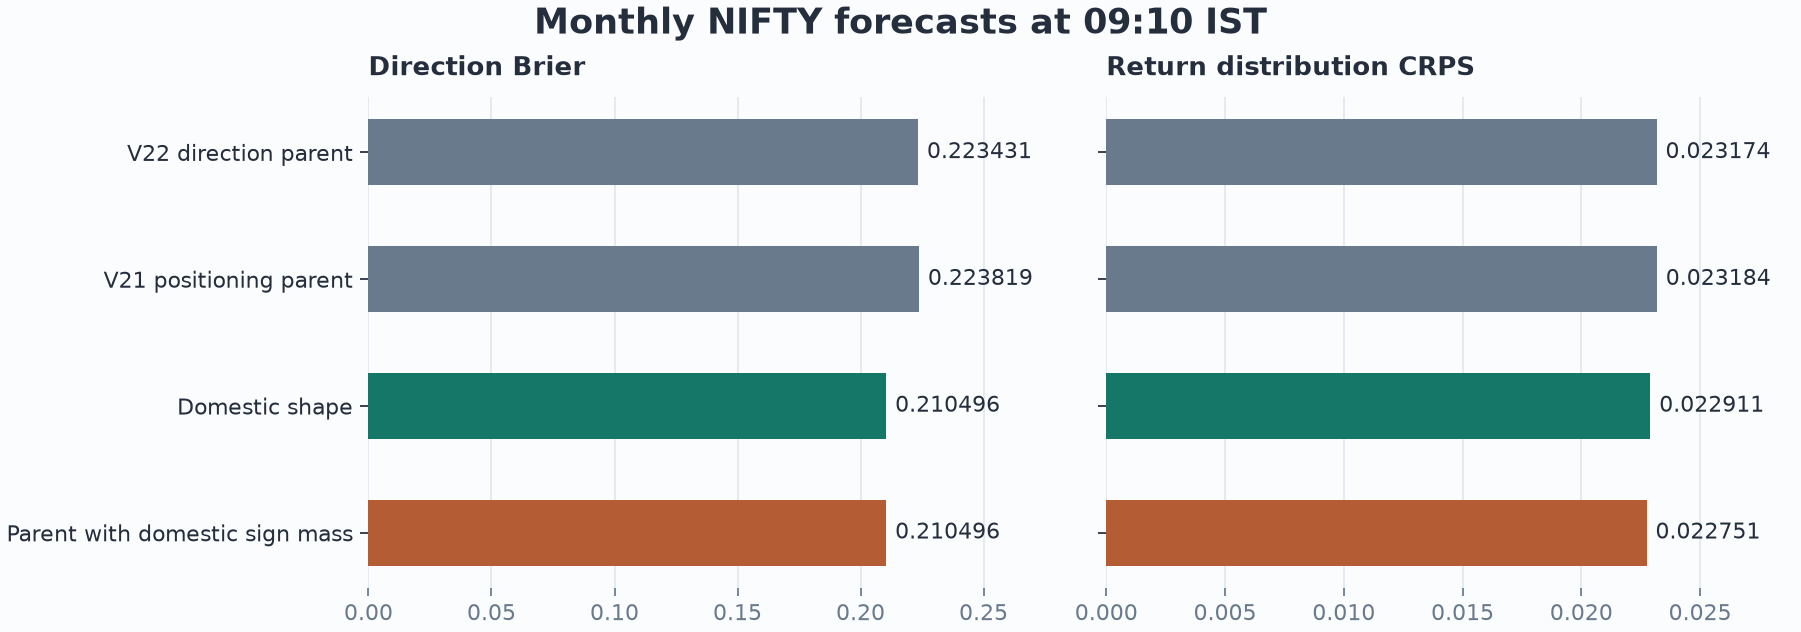 Monthly NIFTY forecasts at 09:10 IST
Direction Brier
V22 direction parent 0.223431
V21 positioning parent 0.223819
Domestic shape 0.210496
Parent with domestic sign mass 0.210496
0.00 0.05 0.10 0.15 0.20 0.25
Return distribution CRPS
0.023174
0.023184
0.022911
0.022751
0.000 0.005 0.010 0.015 0.020 0.025